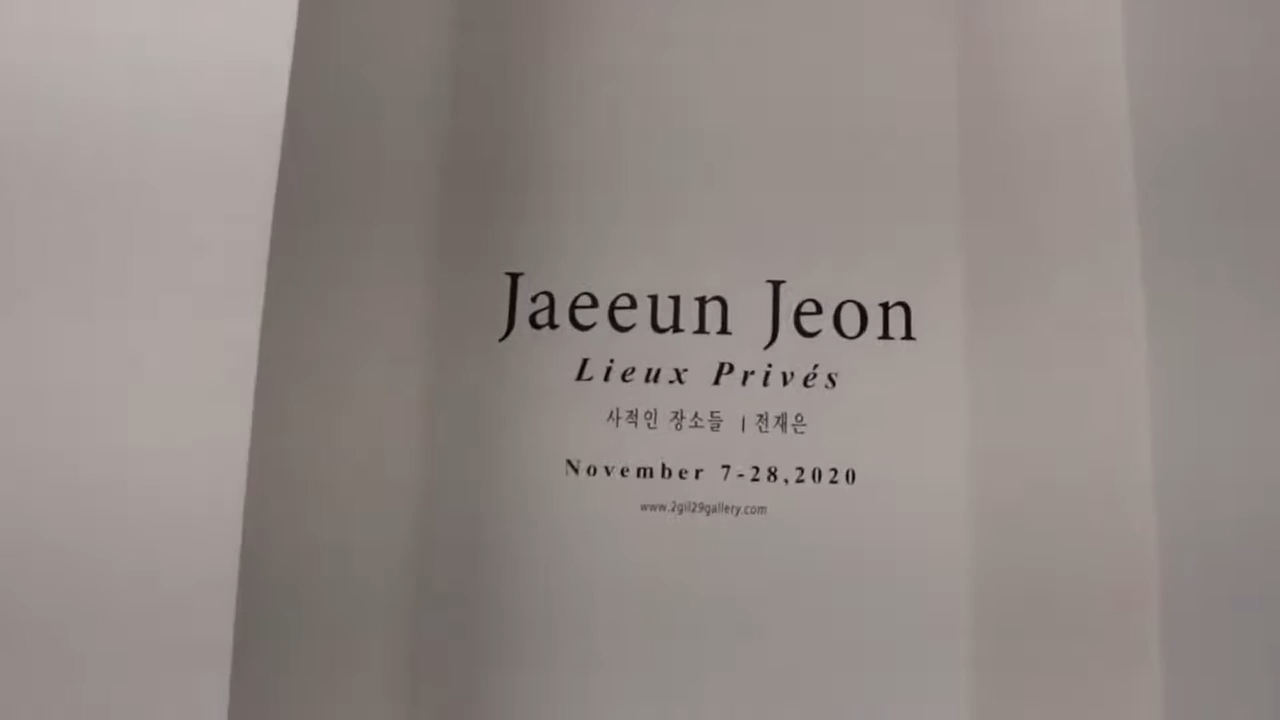 Jaeeun Jeon
Lieux Privés
사적인 장소들 | 전재은
November 7-28,2020
www.2gil29gallery.com